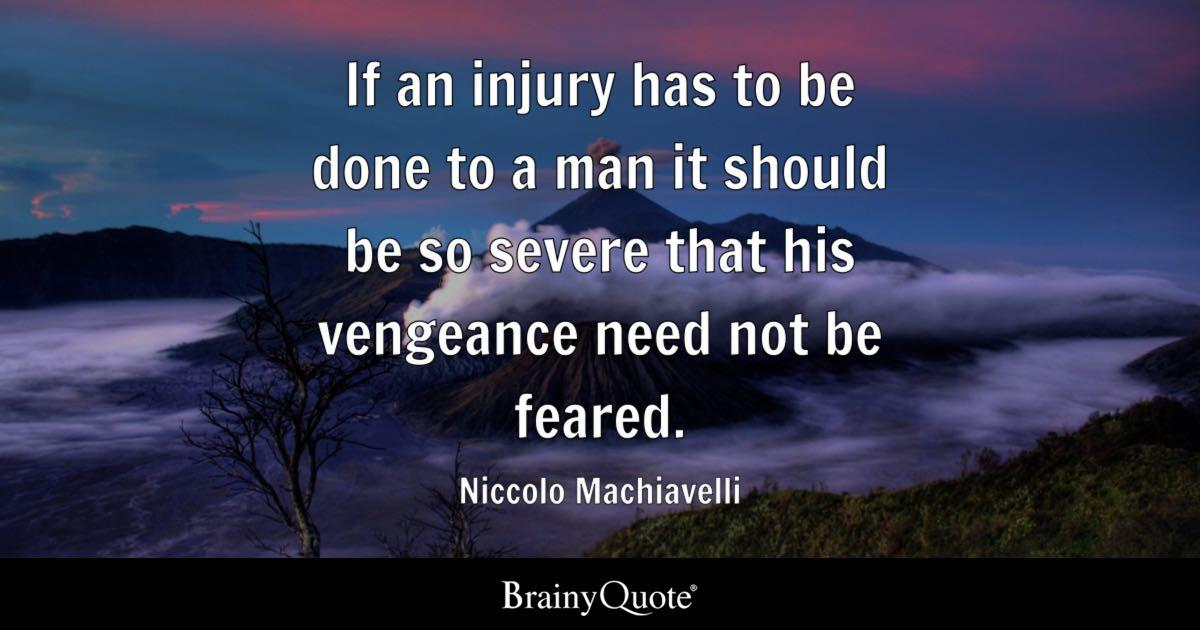 If an injury has to be
done to a man it should
be so severe that his
vengeance need not be
feared.
Niccolo Machiavelli
BrainyQuote®